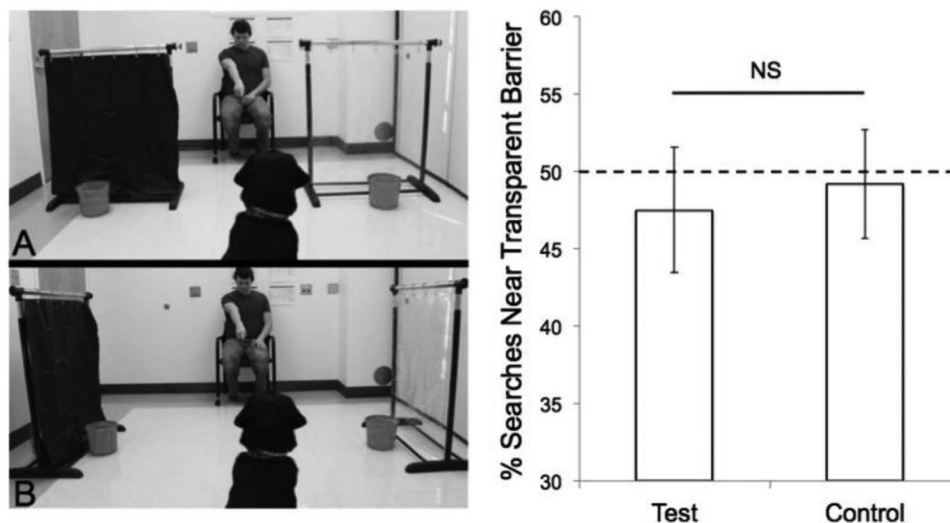 A
B
% Searches Near Transparent Barrier
60
55
50
45
40
35
30
NS
Test
Control